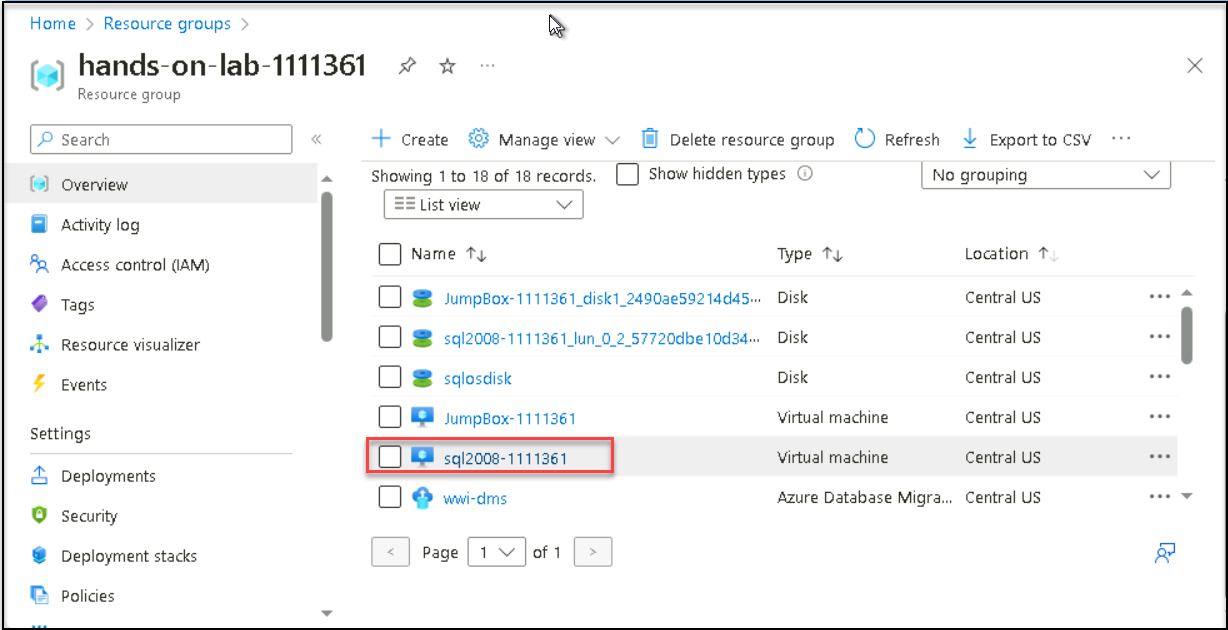 Home > Resource groups >
hands-on-lab-1111361
Resource group
Search
Overview
Activity log
Access control (IAM)
Tags
Resource visualizer
Events
Settings
Deployments
Security
Deployment stacks
Policies
Create Manage view Delete resource group Refresh Export to CSV ...
Showing 1 to 18 of 18 records. Show hidden types No grouping
List view
Name Type Location
JumpBox-1111361_disk1_2490ae59214d45... Disk Central US
sql2008-1111361_lun_0_2_57720dbe10d34... Disk Central US
sqlosdisk Disk Central US
JumpBox-1111361 Virtual machine Central US
sql2008-1111361 Virtual machine Central US
wwi-dms Azure Database Migra... Central US
< Page 1 of 1 >